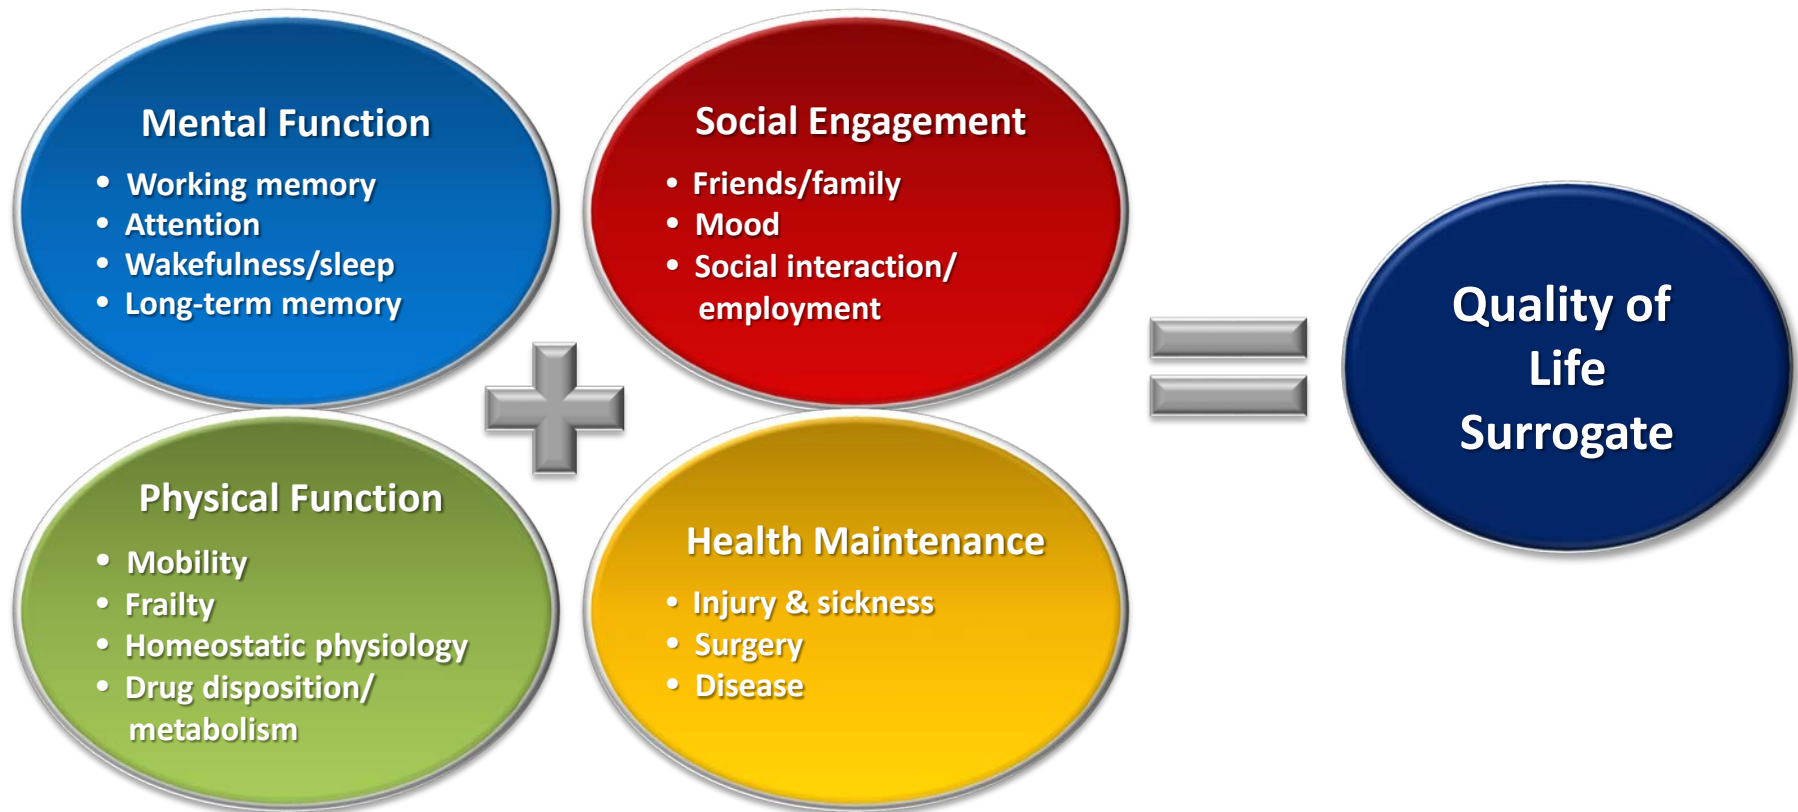 Mental Function
• Working memory
• Attention
• Wakefulness/sleep
• Long-term memory
Social Engagement
• Friends/family
• Mood
• Social interaction/
employment
Physical Function
• Mobility
• Frailty
• Homeostatic physiology
• Drug disposition/
metabolism
Health Maintenance
• Injury & sickness
• Surgery
• Disease
Quality of
Life
Surrogate